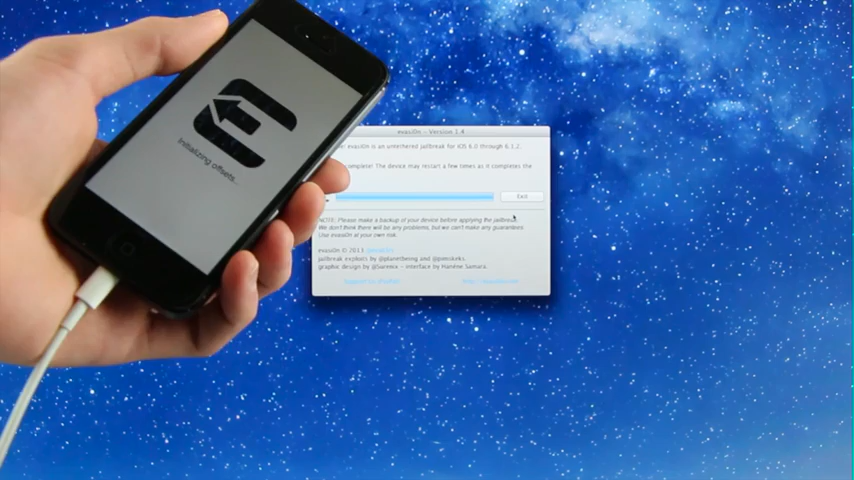 Initializing offsets...
evasi0n - Version 1.4
evasi0n is an untethered jailbreak for iOS 6.0 through 6.1.2.
complete! The device may restart a few times as it completes the
Exit
NOTE: Please make a backup of your device before applying the jailbreak.
We don't think there will be any problems, but we can't make any guarantees.
Use evasi0n at your own risk.
evasi0n © 2013
jailbreak exploits by @planetbeing and @pimskeks.
graphic design by @Surenix - interface by Hanéne Samara.